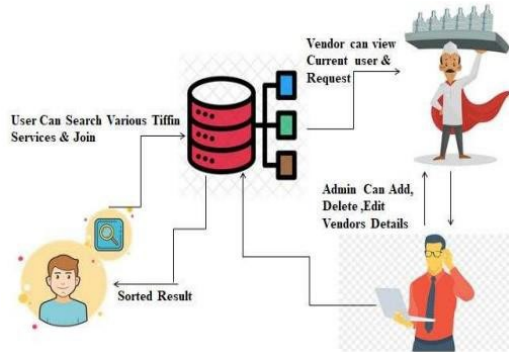 Vendor can view
Current user &
Request
User Can Search Various Tiffin
Services & Join
Admin Can Add,
Delete ,Edit
Vendors Details
Sorted Result